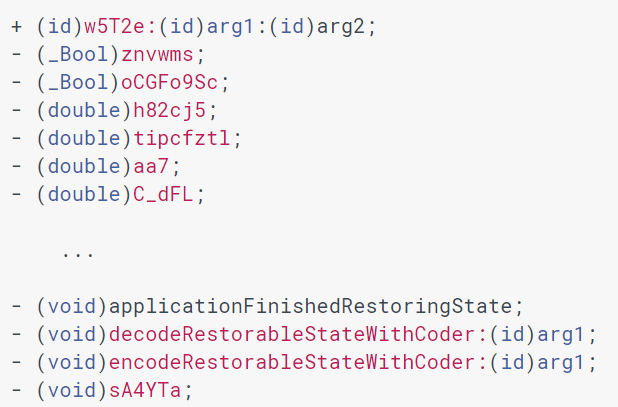 + (id)w5T2e:(id)arg1:(id)arg2;
- (_Bool)znvwms;
- (_Bool)oCGFo9Sc;
- (double)h82cj5;
- (double)tipcfztl;
- (double)aa7;
- (double)C_dFL;
...
- (void)applicationFinishedRestoringState;
- (void)decodeRestorableStateWithCoder:(id)arg1;
- (void)encodeRestorableStateWithCoder:(id)arg1;
- (void)sA4YTa;